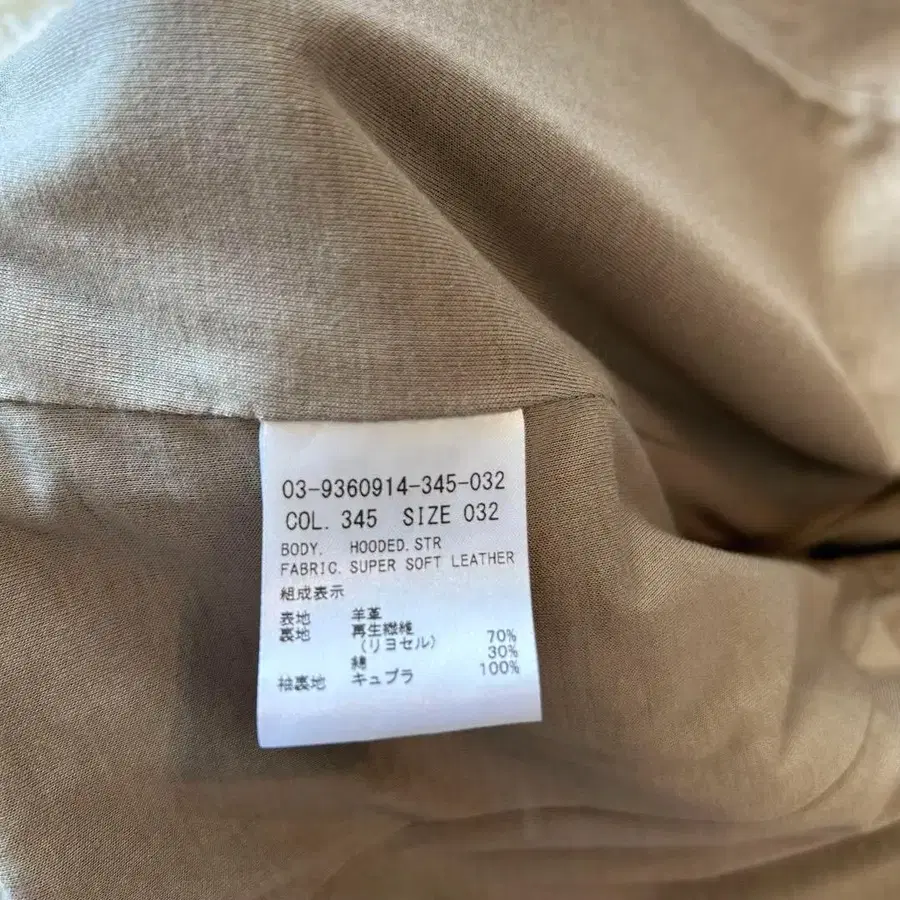 03-9360914-345-032
COL. 345 SIZE 032
BODY. HOODED. STR
FABRIC. SUPER SOFT LEATHER
組成表示
表地 羊革
裏地 再生繊維
(リヨセル) 70%
綿 30%
袖裏地 キュプラ 100%